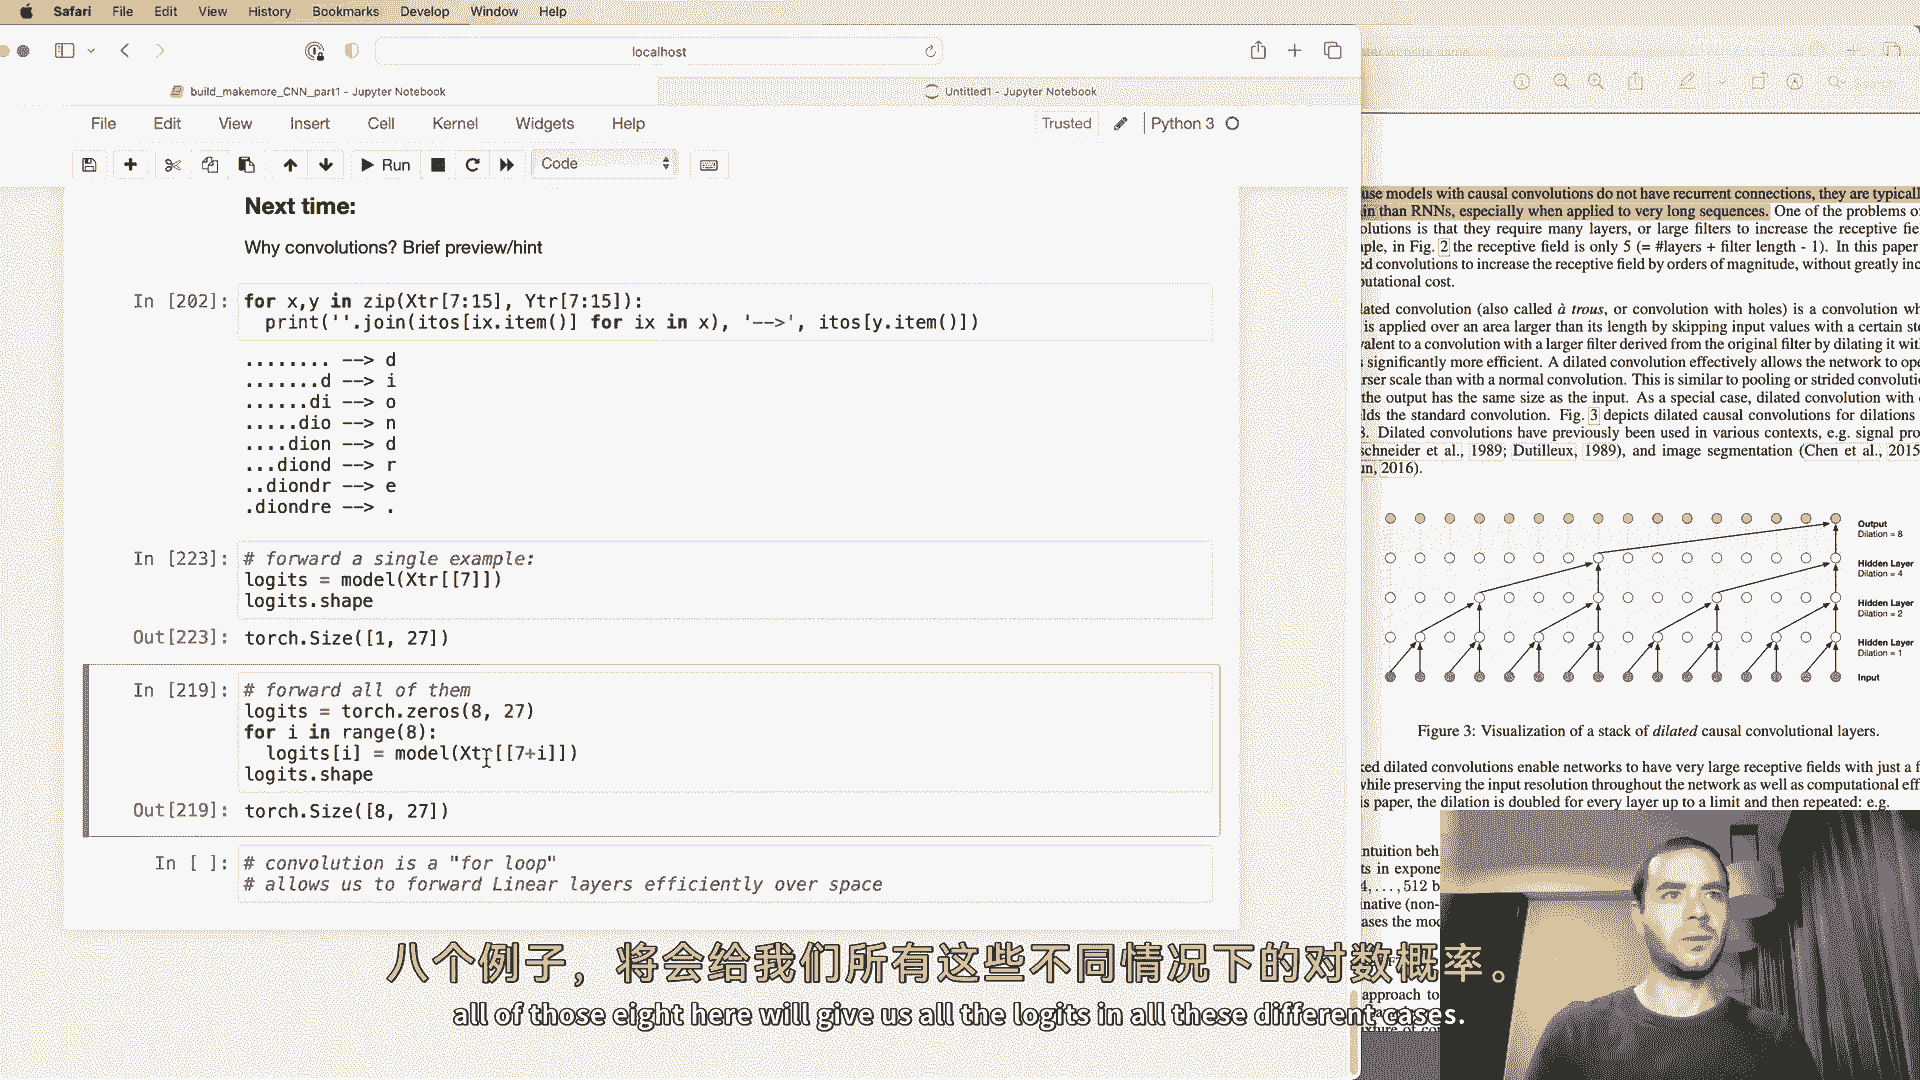 Safari File Edit View History Bookmarks Develop Window Help
localhost
build_makemore_CNN_part1 - Jupyter Notebook
Untitled1 - Jupyter Notebook
File Edit View Insert Cell Kernel Widgets Help
Trusted
Python 3
Run
Code
Next time:
Why convolutions? Brief preview/hint
In [202]: for x,y in zip(Xtr[7:15], Ytr[7:15]):
print(''.join(itos[ix.item()] for ix in x), '-->', itos[y.item()])
........ --> d
.......d --> i
......di --> o
.....dio --> n
....dion --> d
...diond --> r
..diondr --> e
.diondre --> .
In [223]: # forward a single example:
logits = model(Xtr[[7]])
logits.shape
Out[223]: torch.Size([1, 27])
In [219]: # forward all of them
logits = torch.zeros(8, 27)
for i in range(8):
logits[i] = model(Xtr[[7+i]])
logits.shape
Out[219]: torch.Size([8, 27])
In [ ]: # convolution is a "for loop"
# allows us to forward Linear layers efficiently over space
use models with causal convolutions do not have recurrent connections, they are typicall
in than RNNs, especially when applied to very long sequences. One of the problems o
olutions is that they require many layers, or large filters to increase the receptive fie
ple, in Fig. 2 the receptive field is only 5 (= #layers + filter length - 1). In this paper
ed convolutions to increase the receptive field by orders of magnitude, without greatly inc
putational cost.
lated convolution (also called à trous, or convolution with holes) is a convolution wh
is applied over an area larger than its length by skipping input values with a certain st
valent to a convolution with a larger filter derived from the original filter by dilating it wit
s significantly more efficient. A dilated convolution effectively allows the network to ope
rser scale than with a normal convolution. This is similar to pooling or strided convoluti
the output has the same size as the input. As a special case, dilated convolution with
lds the standard convolution. Fig. 3 depicts dilated causal convolutions for dilations
8. Dilated convolutions have previously been used in various contexts, e.g. signal pro
schneider et al., 1989; Dutilleux, 1989), and image segmentation (Chen et al., 2015
un, 2016).
Output
Dilation = 8
Hidden Layer
Dilation = 4
Hidden Layer
Dilation = 2
Hidden Layer
Dilation = 1
Input
Figure 3: Visualization of a stack of dilated causal convolutional layers.
ked dilated convolutions enable networks to have very large receptive fields with just a f
while preserving the input resolution throughout the network as well as computational eff
is paper, the dilation is doubled for every layer up to a limit and then repeated: e.g.
ntuition beh
ts in expone
4, . . . , 512 b
native (non-
ases the mod
approach to
八个例子，将会给我们所有这些不同情况下的对数概率。
all of those eight here will give us all the logits in all these different cases.